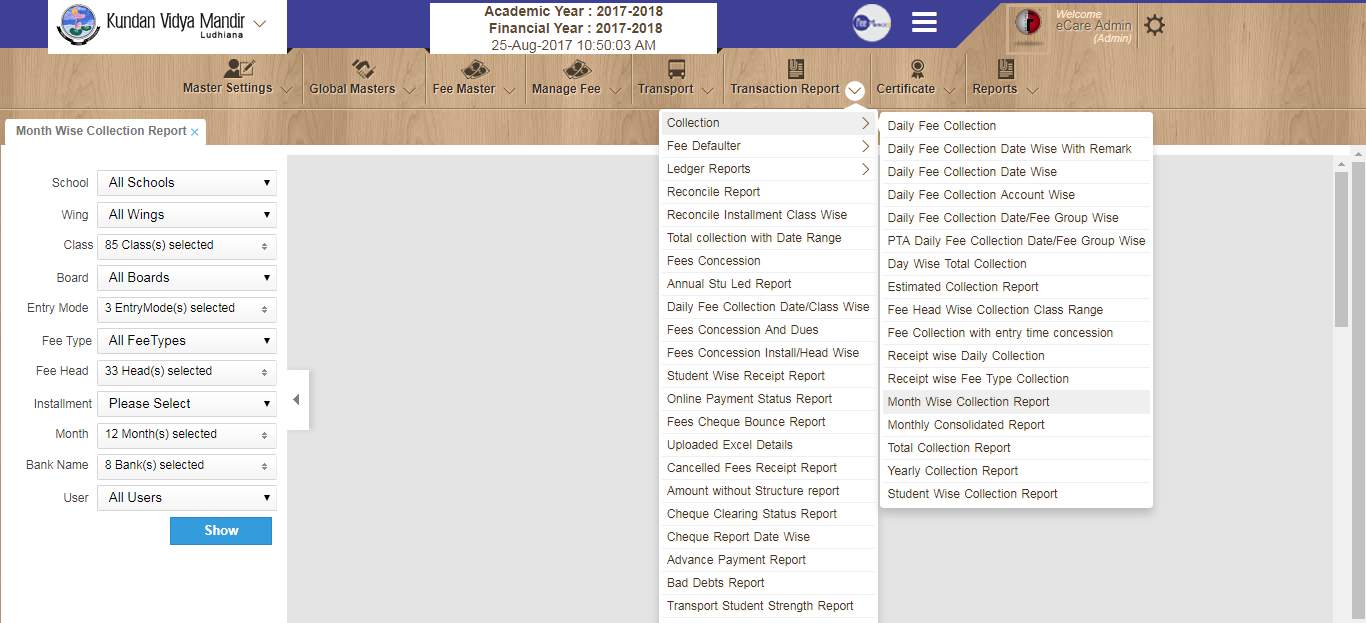 Kundan Vidya Mandir
Ludhiana
Academic Year : 2017-2018
Financial Year : 2017-2018
25-Aug-2017 10:50:03 AM
Welcome
eCare Admin
(Admin)
Master Settings
Global Masters
Fee Master
Manage Fee
Transport
Transaction Report
Certificate
Reports
Month Wise Collection Report ×
School All Schools
Wing All Wings
Class 85 Class(s) selected
Board All Boards
Entry Mode 3 EntryMode(s) selected
Fee Type All FeeTypes
Fee Head 33 Head(s) selected
Installment Please Select
Month 12 Month(s) selected
Bank Name 8 Bank(s) selected
User All Users
Show
Collection
Fee Defaulter
Ledger Reports
Reconcile Report
Reconcile Installment Class Wise
Total collection with Date Range
Fees Concession
Annual Stu Led Report
Daily Fee Collection Date/Class Wise
Fees Concession And Dues
Fees Concession Install/Head Wise
Student Wise Receipt Report
Online Payment Status Report
Fees Cheque Bounce Report
Uploaded Excel Details
Cancelled Fees Receipt Report
Amount without Structure report
Cheque Clearing Status Report
Cheque Report Date Wise
Advance Payment Report
Bad Debts Report
Transport Student Strength Report
Daily Fee Collection
Daily Fee Collection Date Wise With Remark
Daily Fee Collection Date Wise
Daily Fee Collection Account Wise
Daily Fee Collection Date/Fee Group Wise
PTA Daily Fee Collection Date/Fee Group Wise
Day Wise Total Collection
Estimated Collection Report
Fee Head Wise Collection Class Range
Fee Collection with entry time concession
Receipt wise Daily Collection
Receipt wise Fee Type Collection
Month Wise Collection Report
Monthly Consolidated Report
Total Collection Report
Yearly Collection Report
Student Wise Collection Report